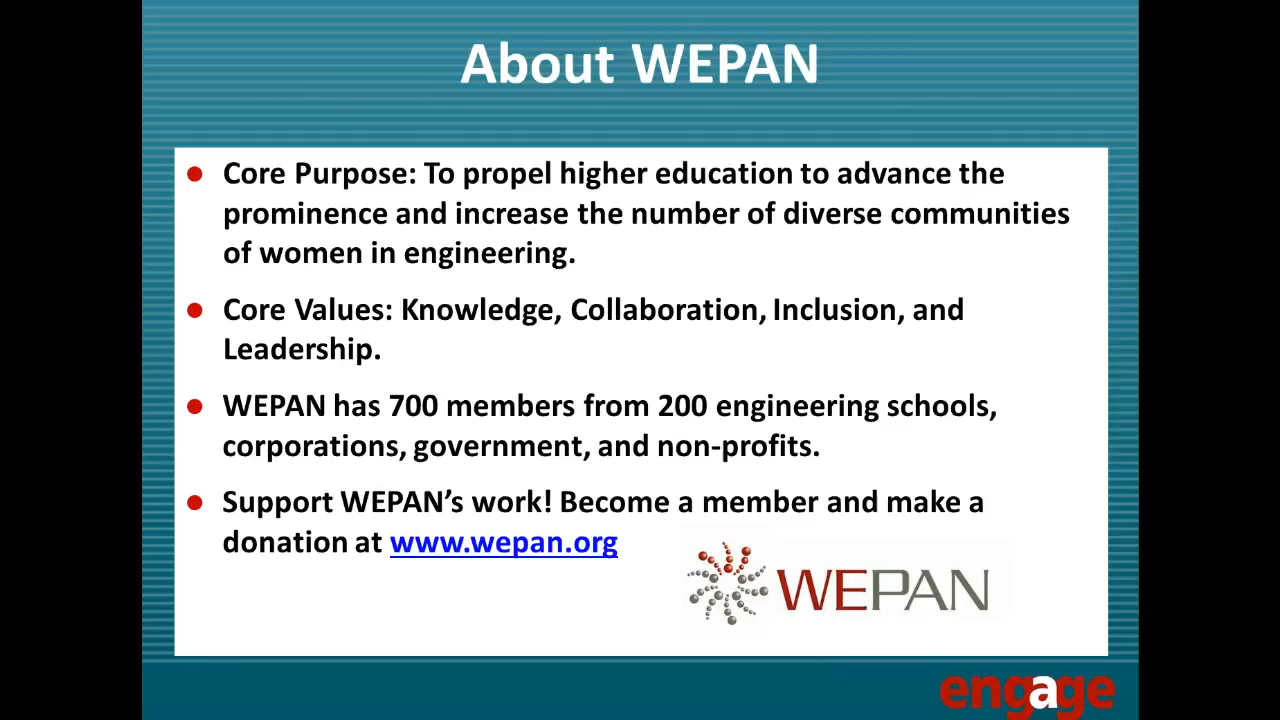 About WEPAN
Core Purpose: To propel higher education to advance the
prominence and increase the number of diverse communities
of women in engineering.
Core Values: Knowledge, Collaboration, Inclusion, and
Leadership.
WEPAN has 700 members from 200 engineering schools,
corporations, government, and non-profits.
Support WEPAN’s work! Become a member and make a
donation at www.wepan.org
WEPAN
engage